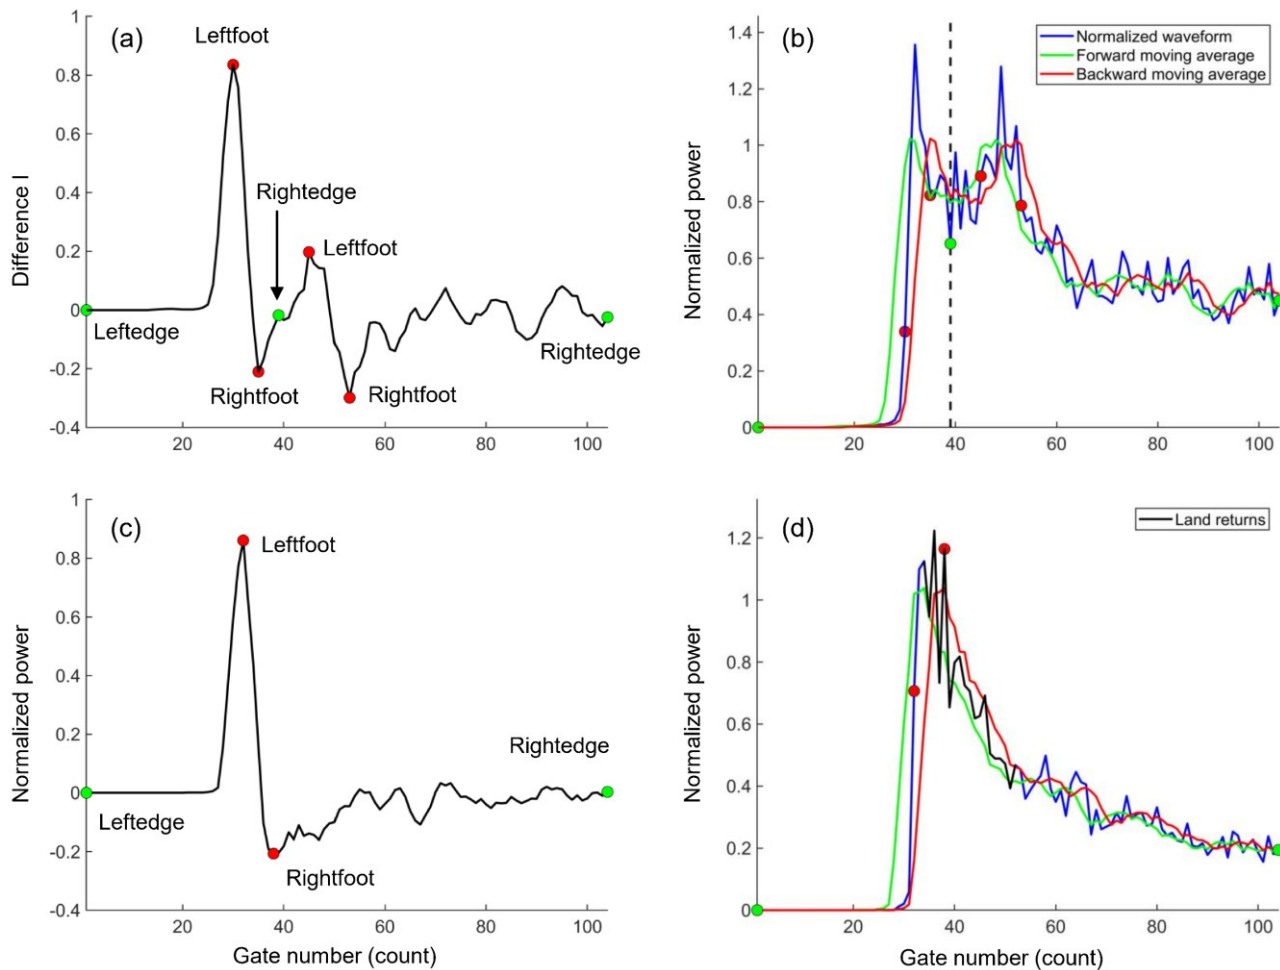 (a)
Leftfoot
Rightedge
Leftfoot
Leftedge
Rightedge
Rightfoot
Rightfoot
Difference I
1
0.8
0.6
0.4
0.2
0
-0.2
-0.4
20
40
60
80
100
(b)
Normalized waveform
Forward moving average
Backward moving average
Normalized power
1.4
1.2
1
0.8
0.6
0.4
0.2
0
20
40
60
80
100
(c)
Leftfoot
Rightedge
Leftedge
Rightfoot
Normalized power
1
0.8
0.6
0.4
0.2
0
-0.2
-0.4
20
40
60
80
100
Gate number (count)
(d)
Land returns
Normalized power
1.2
1
0.8
0.6
0.4
0.2
0
20
40
60
80
100
Gate number (count)